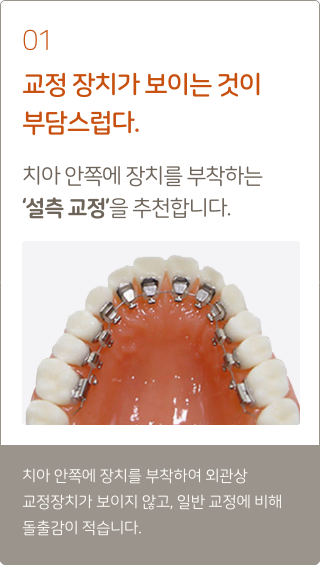 01
교정 장치가 보이는 것이
부담스럽다.
치아 안쪽에 장치를 부착하는
‘설측 교정’을 추천합니다.
치아 안쪽에 장치를 부착하여 외관상
교정장치가 보이지 않고, 일반 교정에 비해
돌출감이 적습니다.